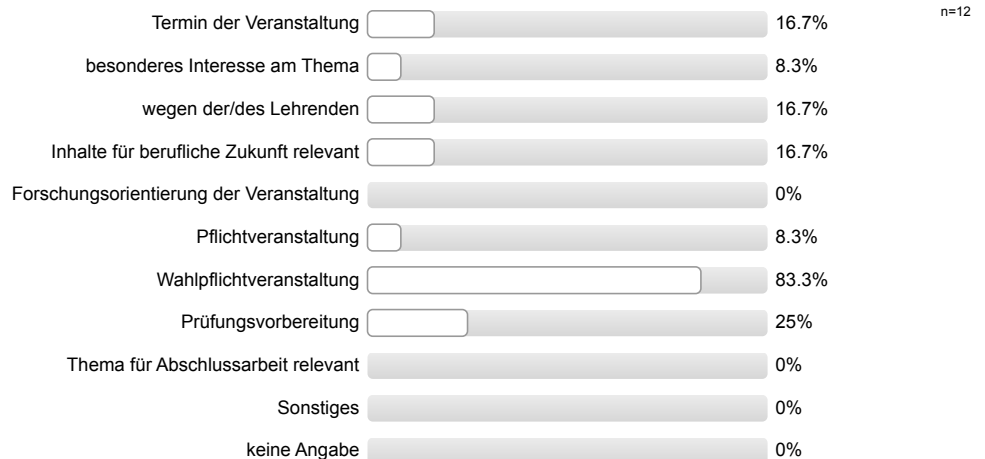 Termin der Veranstaltung 16.7% n=12
besonderes Interesse am Thema 8.3%
wegen der/des Lehrenden 16.7%
Inhalte für berufliche Zukunft relevant 16.7%
Forschungsorientierung der Veranstaltung 0%
Pflichtveranstaltung 8.3%
Wahlpflichtveranstaltung 83.3%
Prüfungsvorbereitung 25%
Thema für Abschlussarbeit relevant 0%
Sonstiges 0%
keine Angabe 0%